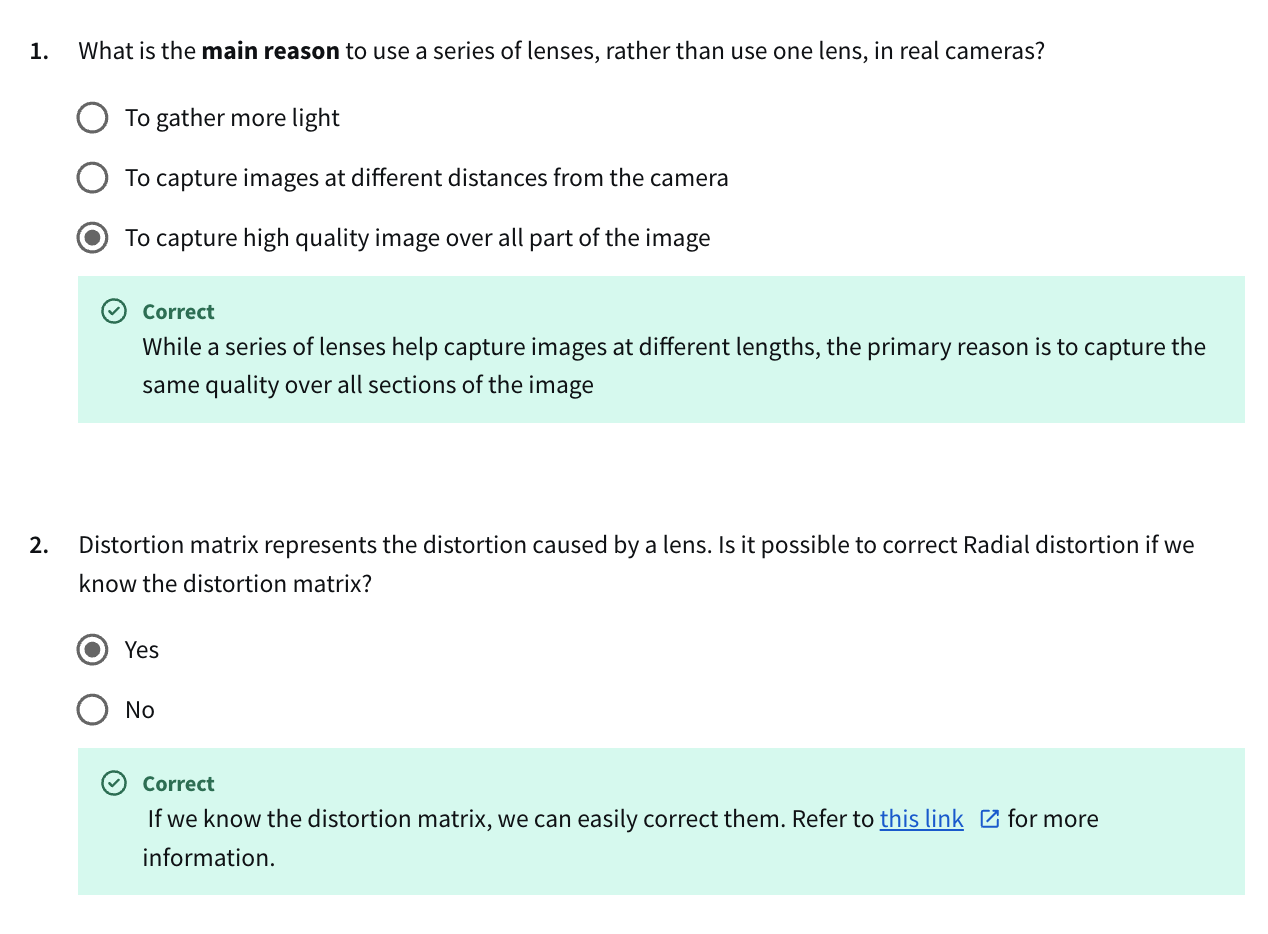 1. What is the main reason to use a series of lenses, rather than use one lens, in real cameras?
To gather more light
To capture images at different distances from the camera
To capture high quality image over all part of the image
Correct
While a series of lenses help capture images at different lengths, the primary reason is to capture the
same quality over all sections of the image
2. Distortion matrix represents the distortion caused by a lens. Is it possible to correct Radial distortion if we
know the distortion matrix?
Yes
No
Correct
If we know the distortion matrix, we can easily correct them. Refer to this link for more
information.